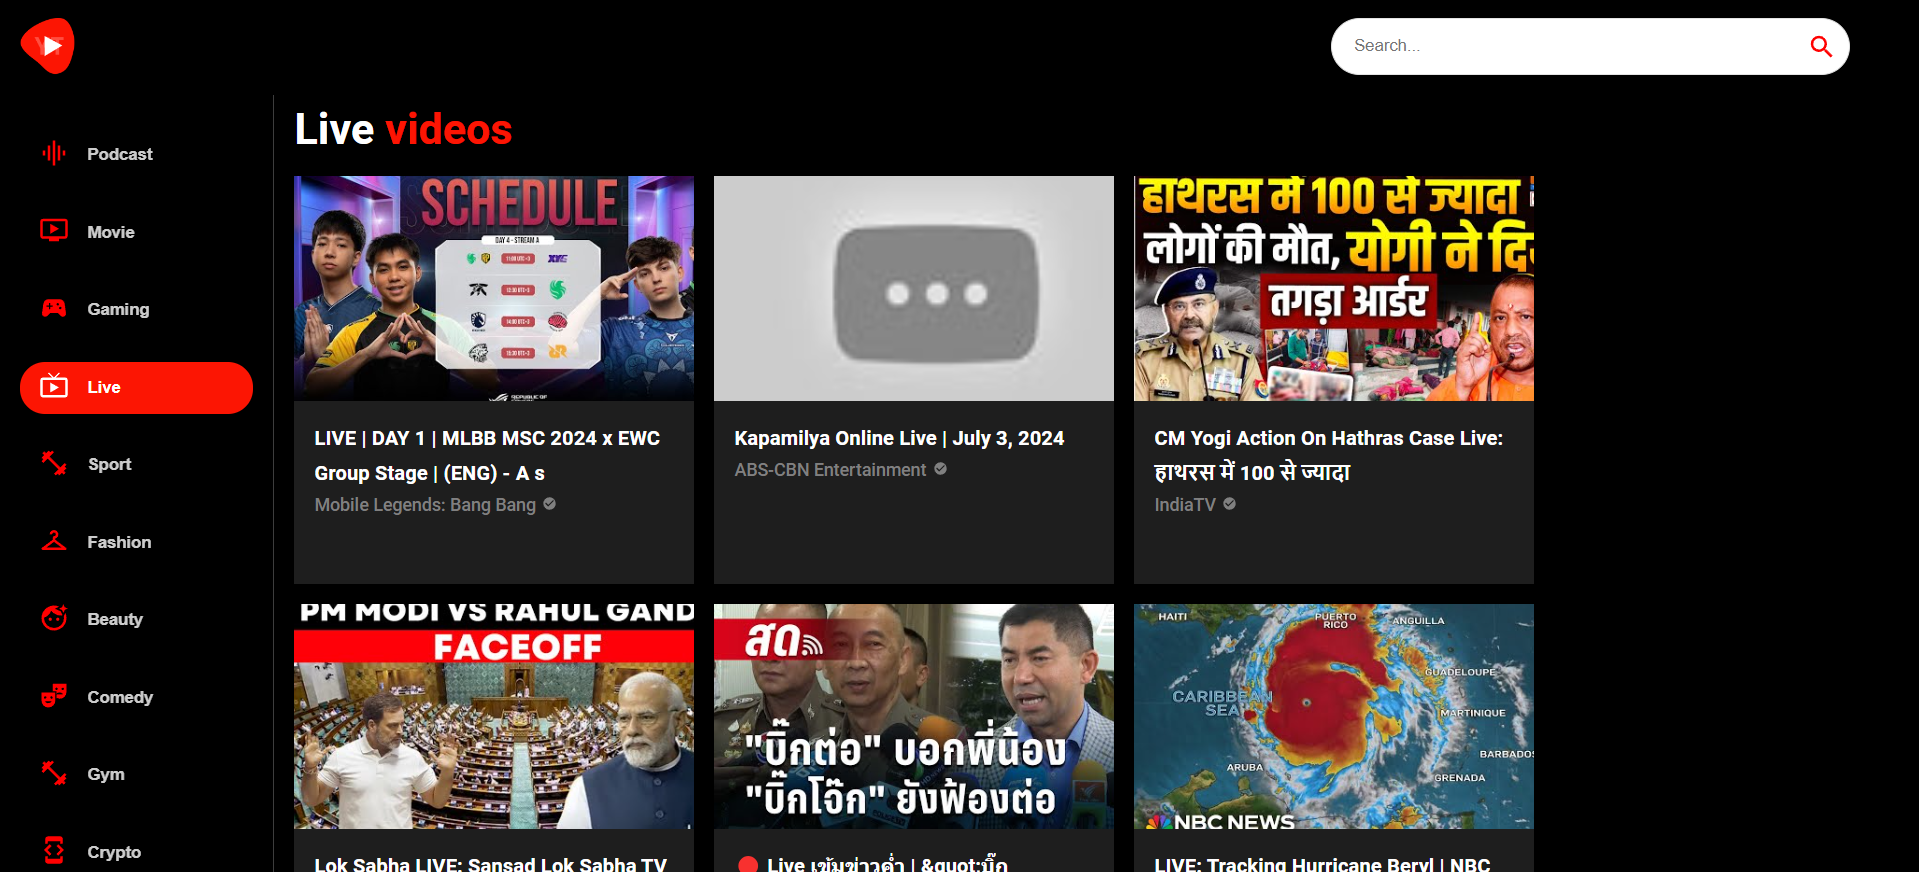 YT
Search...
Podcast
Movie
Gaming
Live
Sport
Fashion
Beauty
Comedy
Gym
Crypto
Live videos
SCHEDULE
DAY 4 - STREAM A
REPUBLIC OF
LIVE | DAY 1 | MLBB MSC 2024 x EWC
Group Stage | (ENG) - A s
Mobile Legends: Bang Bang
Kapamilya Online Live | July 3, 2024
ABS-CBN Entertainment
हाथरस में 100 से ज्यादा
लोगों की मौत, योगी ने
तगड़ा आर्डर
CM Yogi Action On Hathras Case Live:
हाथरस में 100 से ज्यादा
IndiaTV
PM MODI VS RAHUL GAND
FACEOFF
Lok Sabha LIVE: Sansad Lok Sabha TV
สด
"บิ๊กต่อ" บอกพี่น้อง
"บิ๊กโจ๊ก" ยังฟ้องต่อ
Live เข้มข่าวค่ำ | &quot;บิ๊ก
HAITI
PUERTO
RICO
ANGUILLA
GUADELOUPE
CARIBBEAN
SEA
MARTINIQUE
BARBADOS
ARUBA
GRENADA
NBC NEWS
LIVE: Tracking Hurricane Beryl | NBC